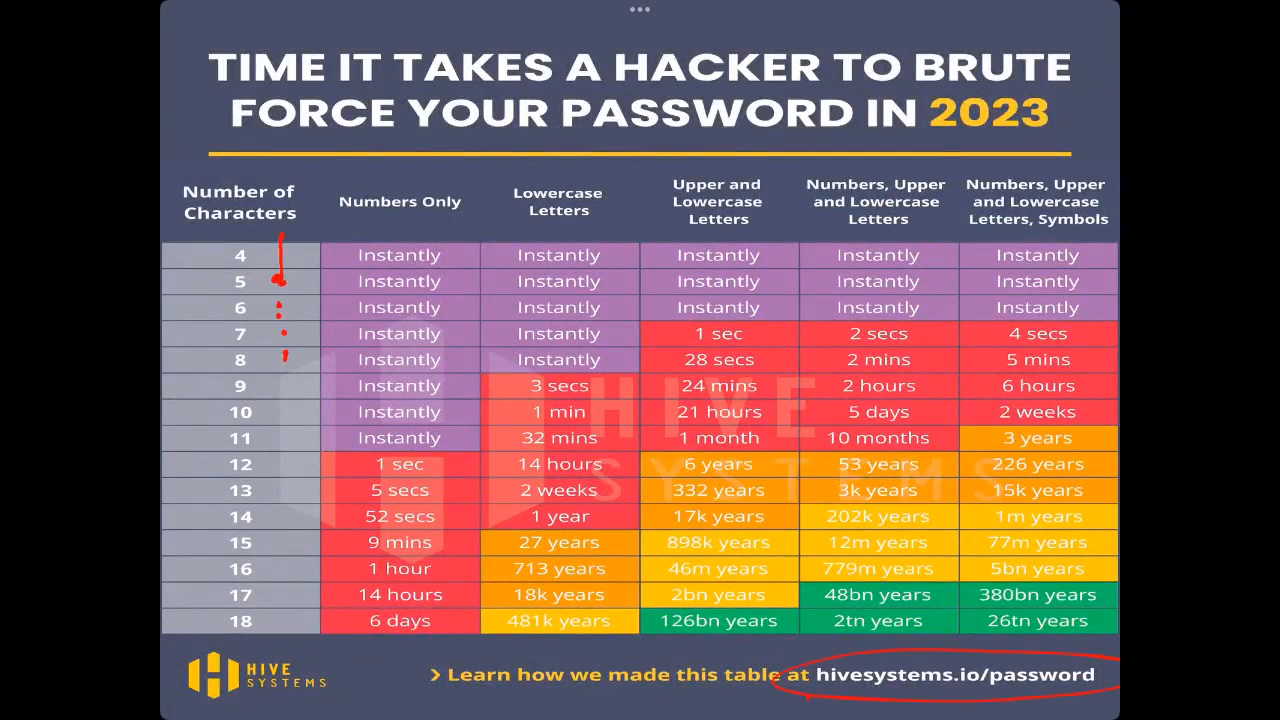 TIME IT TAKES A HACKER TO BRUTE
FORCE YOUR PASSWORD IN 2023
Number of Characters Numbers Only Lowercase Letters Upper and Lowercase Letters Numbers, Upper and Lowercase Letters Numbers, Upper and Lowercase Letters, Symbols
4 Instantly Instantly Instantly Instantly Instantly
5 Instantly Instantly Instantly Instantly Instantly
6 Instantly Instantly Instantly Instantly Instantly
7 Instantly Instantly 1 sec 2 secs 4 secs
8 Instantly Instantly 28 secs 2 mins 5 mins
9 Instantly 3 secs 24 mins 2 hours 6 hours
10 Instantly 1 min 21 hours 5 days 2 weeks
11 Instantly 32 mins 1 month 10 months 3 years
12 1 sec 14 hours 6 years 53 years 226 years
13 5 secs 2 weeks 332 years 3k years 15k years
14 52 secs 1 year 17k years 202k years 1m years
15 9 mins 27 years 898k years 12m years 77m years
16 1 hour 713 years 46m years 779m years 5bn years
17 14 hours 18k years 2bn years 48bn years 380bn years
18 6 days 481k years 126bn years 2tn years 26tn years
HIVE
SYSTEMS
HIVE
SYSTEMS
> Learn how we made this table at hivesystems.io/password